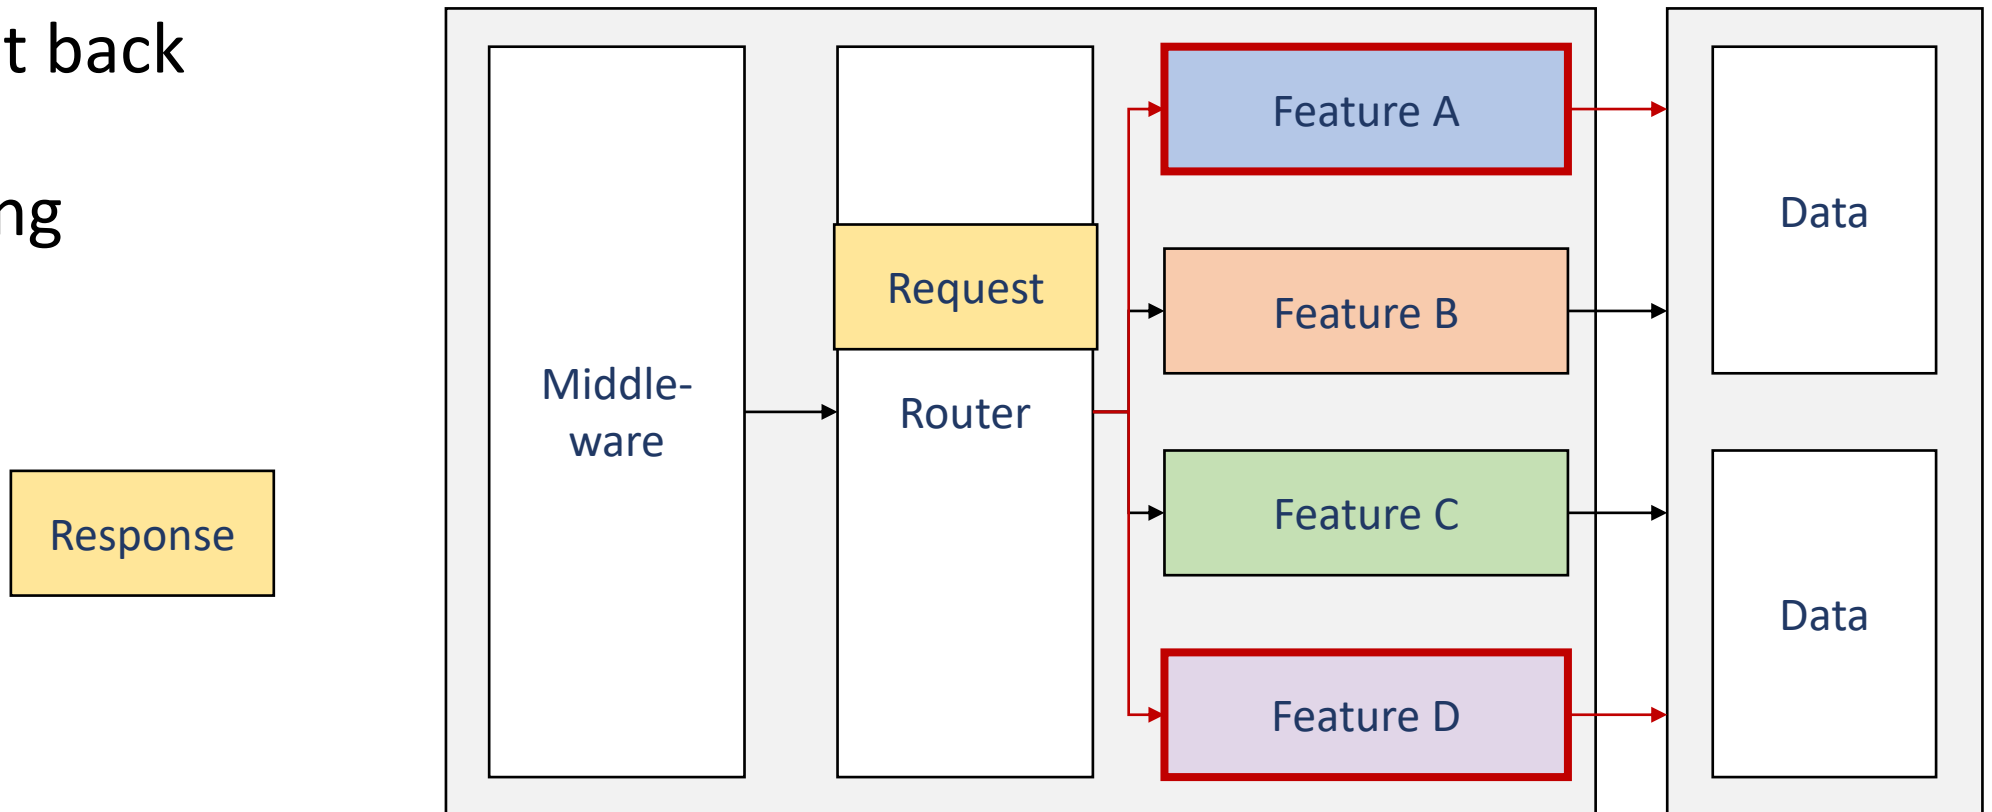 t back
ng
Response
Middle-
ware
Request
Router
Feature A
Feature B
Feature C
Feature D
Data
Data